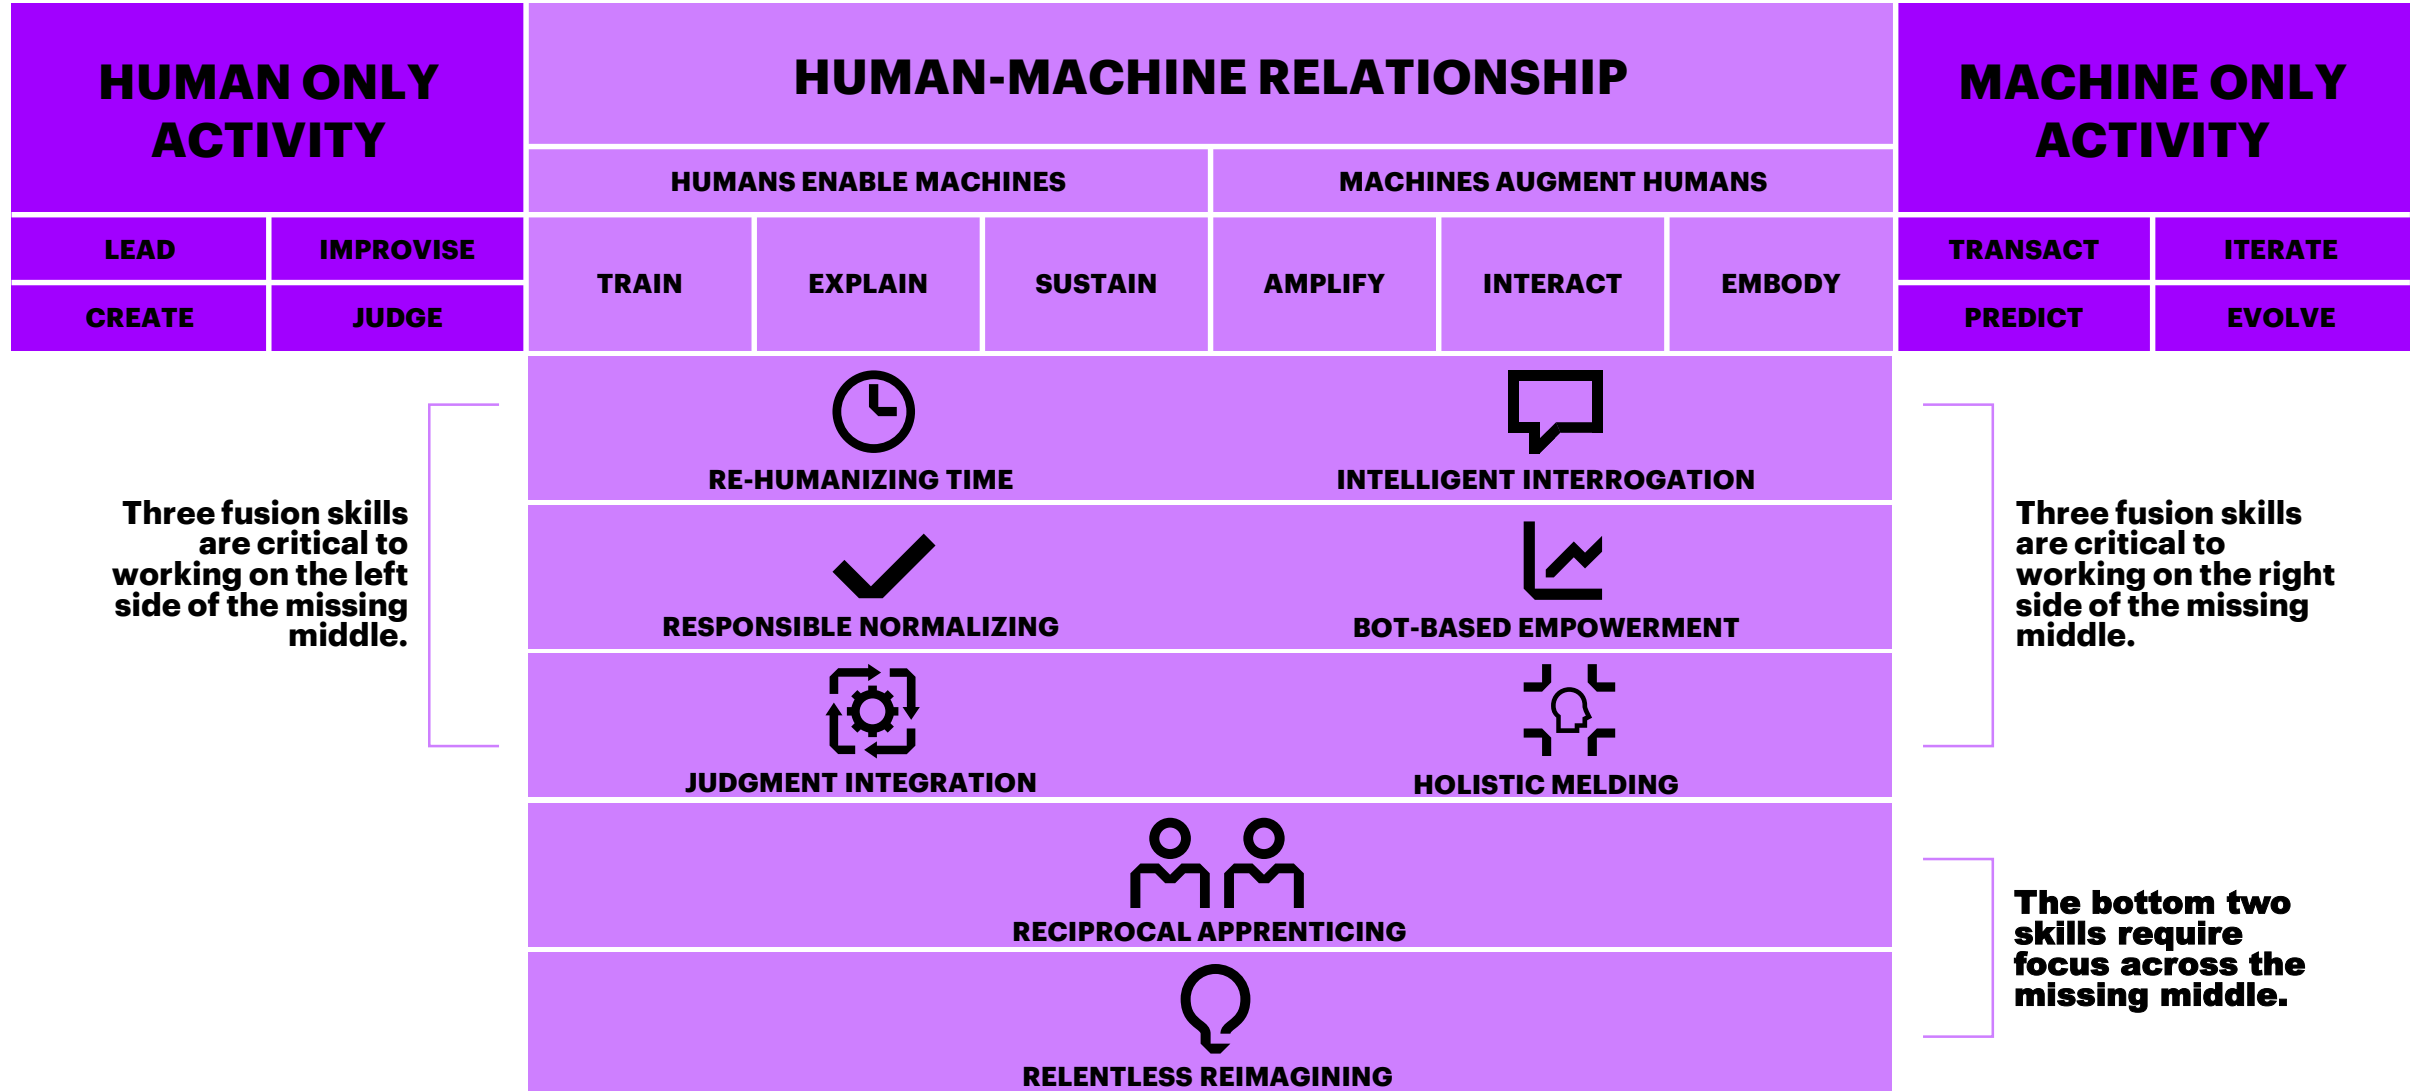 HUMAN ONLY
ACTIVITY
HUMAN-MACHINE RELATIONSHIP
MACHINE ONLY
ACTIVITY
HUMANS ENABLE MACHINES
MACHINES AUGMENT HUMANS
LEAD
IMPROVISE
CREATE
JUDGE
TRAIN
EXPLAIN
SUSTAIN
AMPLIFY
INTERACT
EMBODY
TRANSACT
ITERATE
PREDICT
EVOLVE
Three fusion skills
are critical to
working on the left
side of the missing
middle.
RE-HUMANIZING TIME
INTELLIGENT INTERROGATION
RESPONSIBLE NORMALIZING
BOT-BASED EMPOWERMENT
JUDGMENT INTEGRATION
HOLISTIC MELDING
Three fusion skills
are critical to
working on the right
side of the missing
middle.
RECIPROCAL APPRENTICING
RELENTLESS REIMAGINING
The bottom two
skills require
focus across the
missing middle.